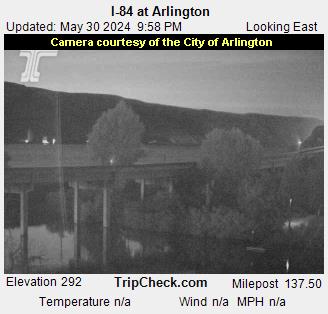 I-84 at Arlington
Updated: May 30 2024 9:58 PM Looking East
Camera courtesy of the City of Arlington
Elevation 292 TripCheck.com Milepost 137.50
Temperature n/a Wind n/a MPH n/a